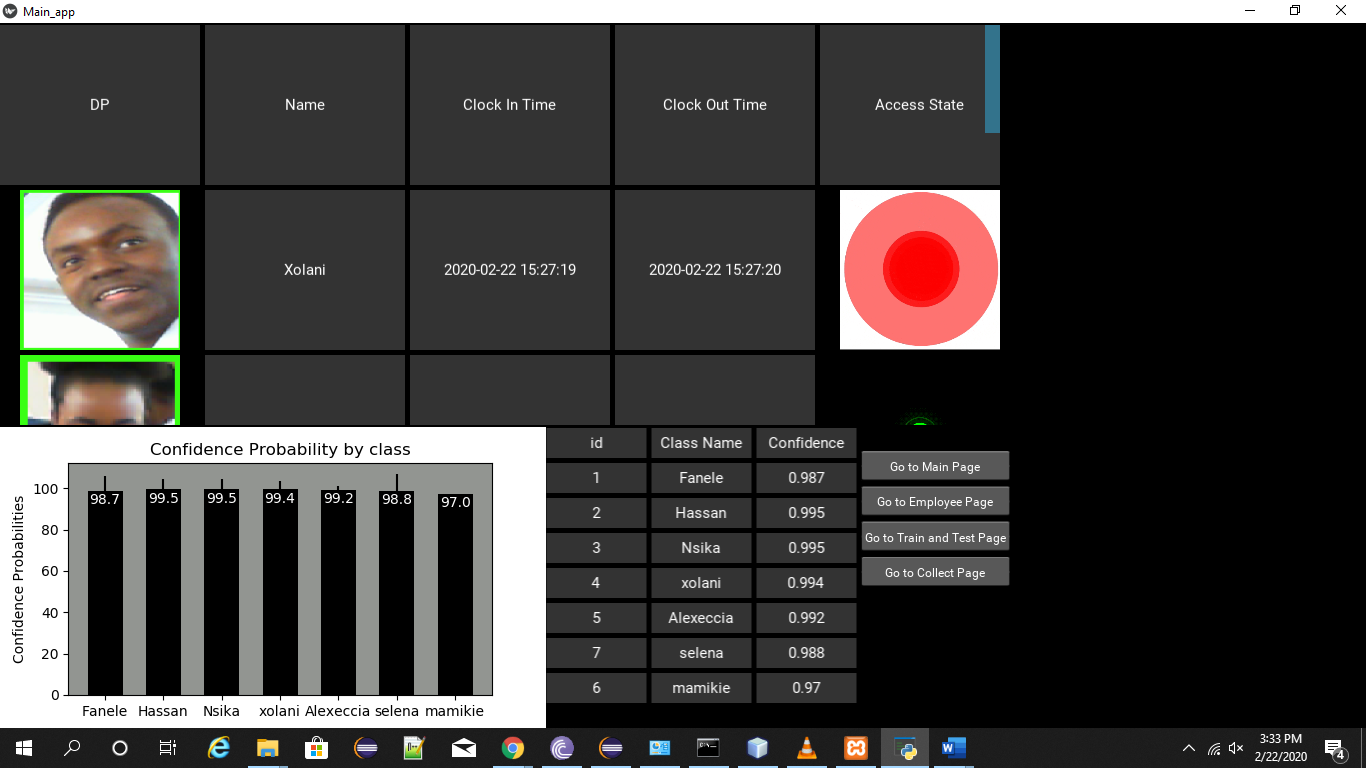 Main_app
DP Name Clock In Time Clock Out Time Access State
Xolani 2020-02-22 15:27:19 2020-02-22 15:27:20
Confidence Probability by class
Confidence Probabilities
100
80
60
40
20
0
98.7 99.5 99.5 99.4 99.2 98.8 97.0
Fanele Hassan Nsika xolani Alexeccia selena mamikie
id Class Name Confidence
1 Fanele 0.987
2 Hassan 0.995
3 Nsika 0.995
4 xolani 0.994
5 Alexeccia 0.992
7 selena 0.988
6 mamikie 0.97
Go to Main Page
Go to Employee Page
Go to Train and Test Page
Go to Collect Page
3:33 PM
2/22/2020
4